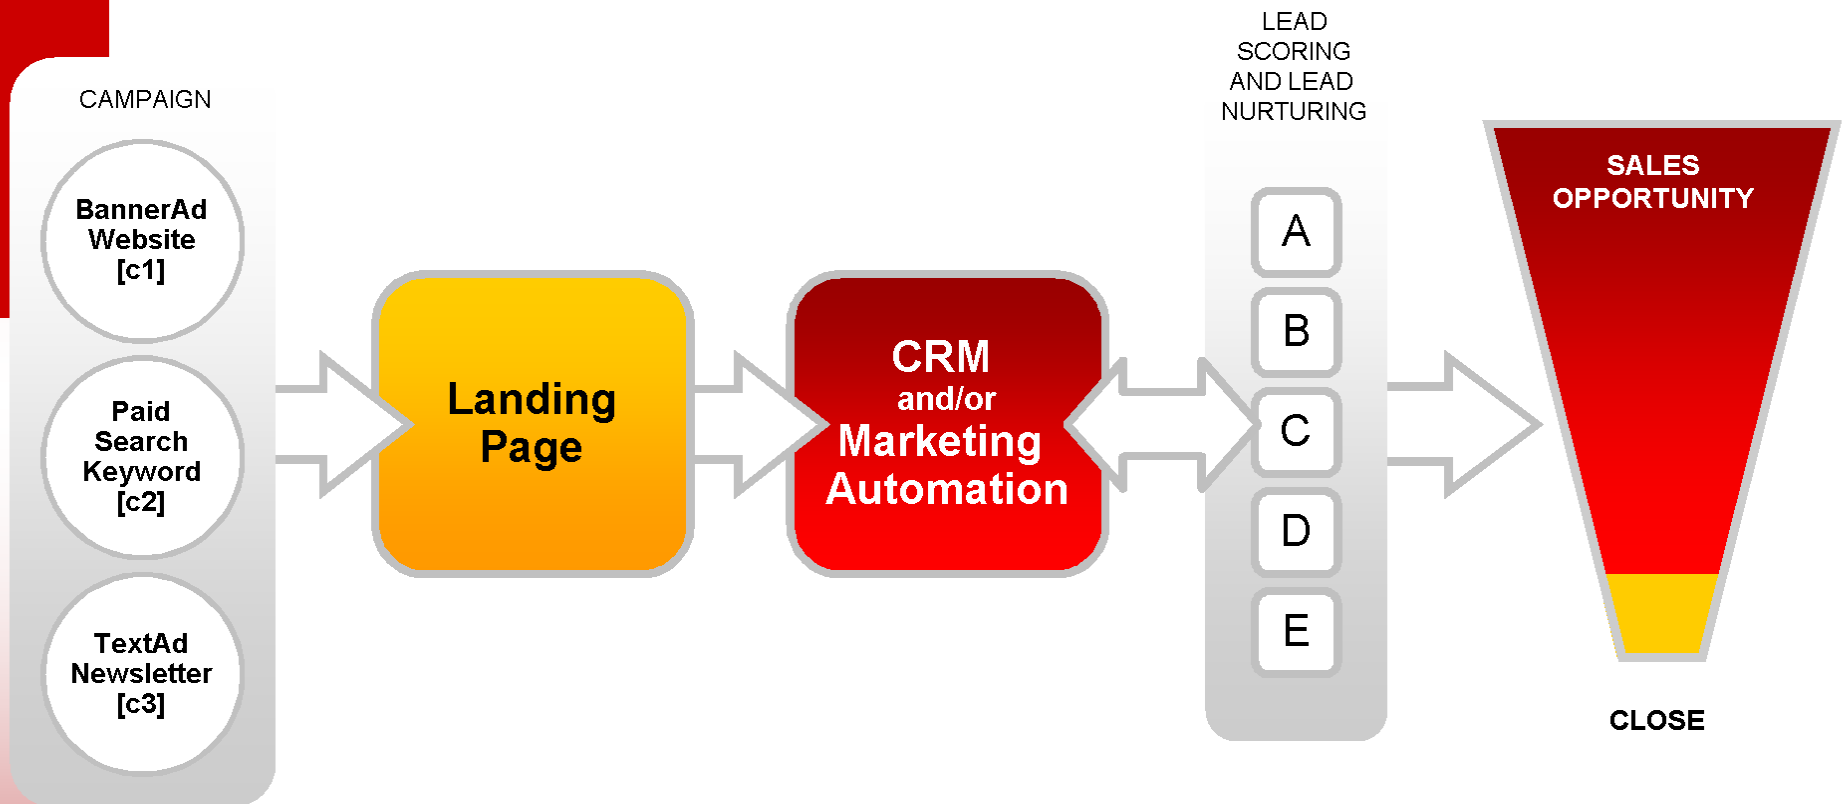 CAMPAIGN
BannerAd
Website
[c1]
Paid
Search
Keyword
[c2]
TextAd
Newsletter
[c3]
Landing
Page
CRM
and/or
Marketing
Automation
LEAD
SCORING
AND LEAD
NURTURING
A
B
C
D
E
SALES
OPPORTUNITY
CLOSE